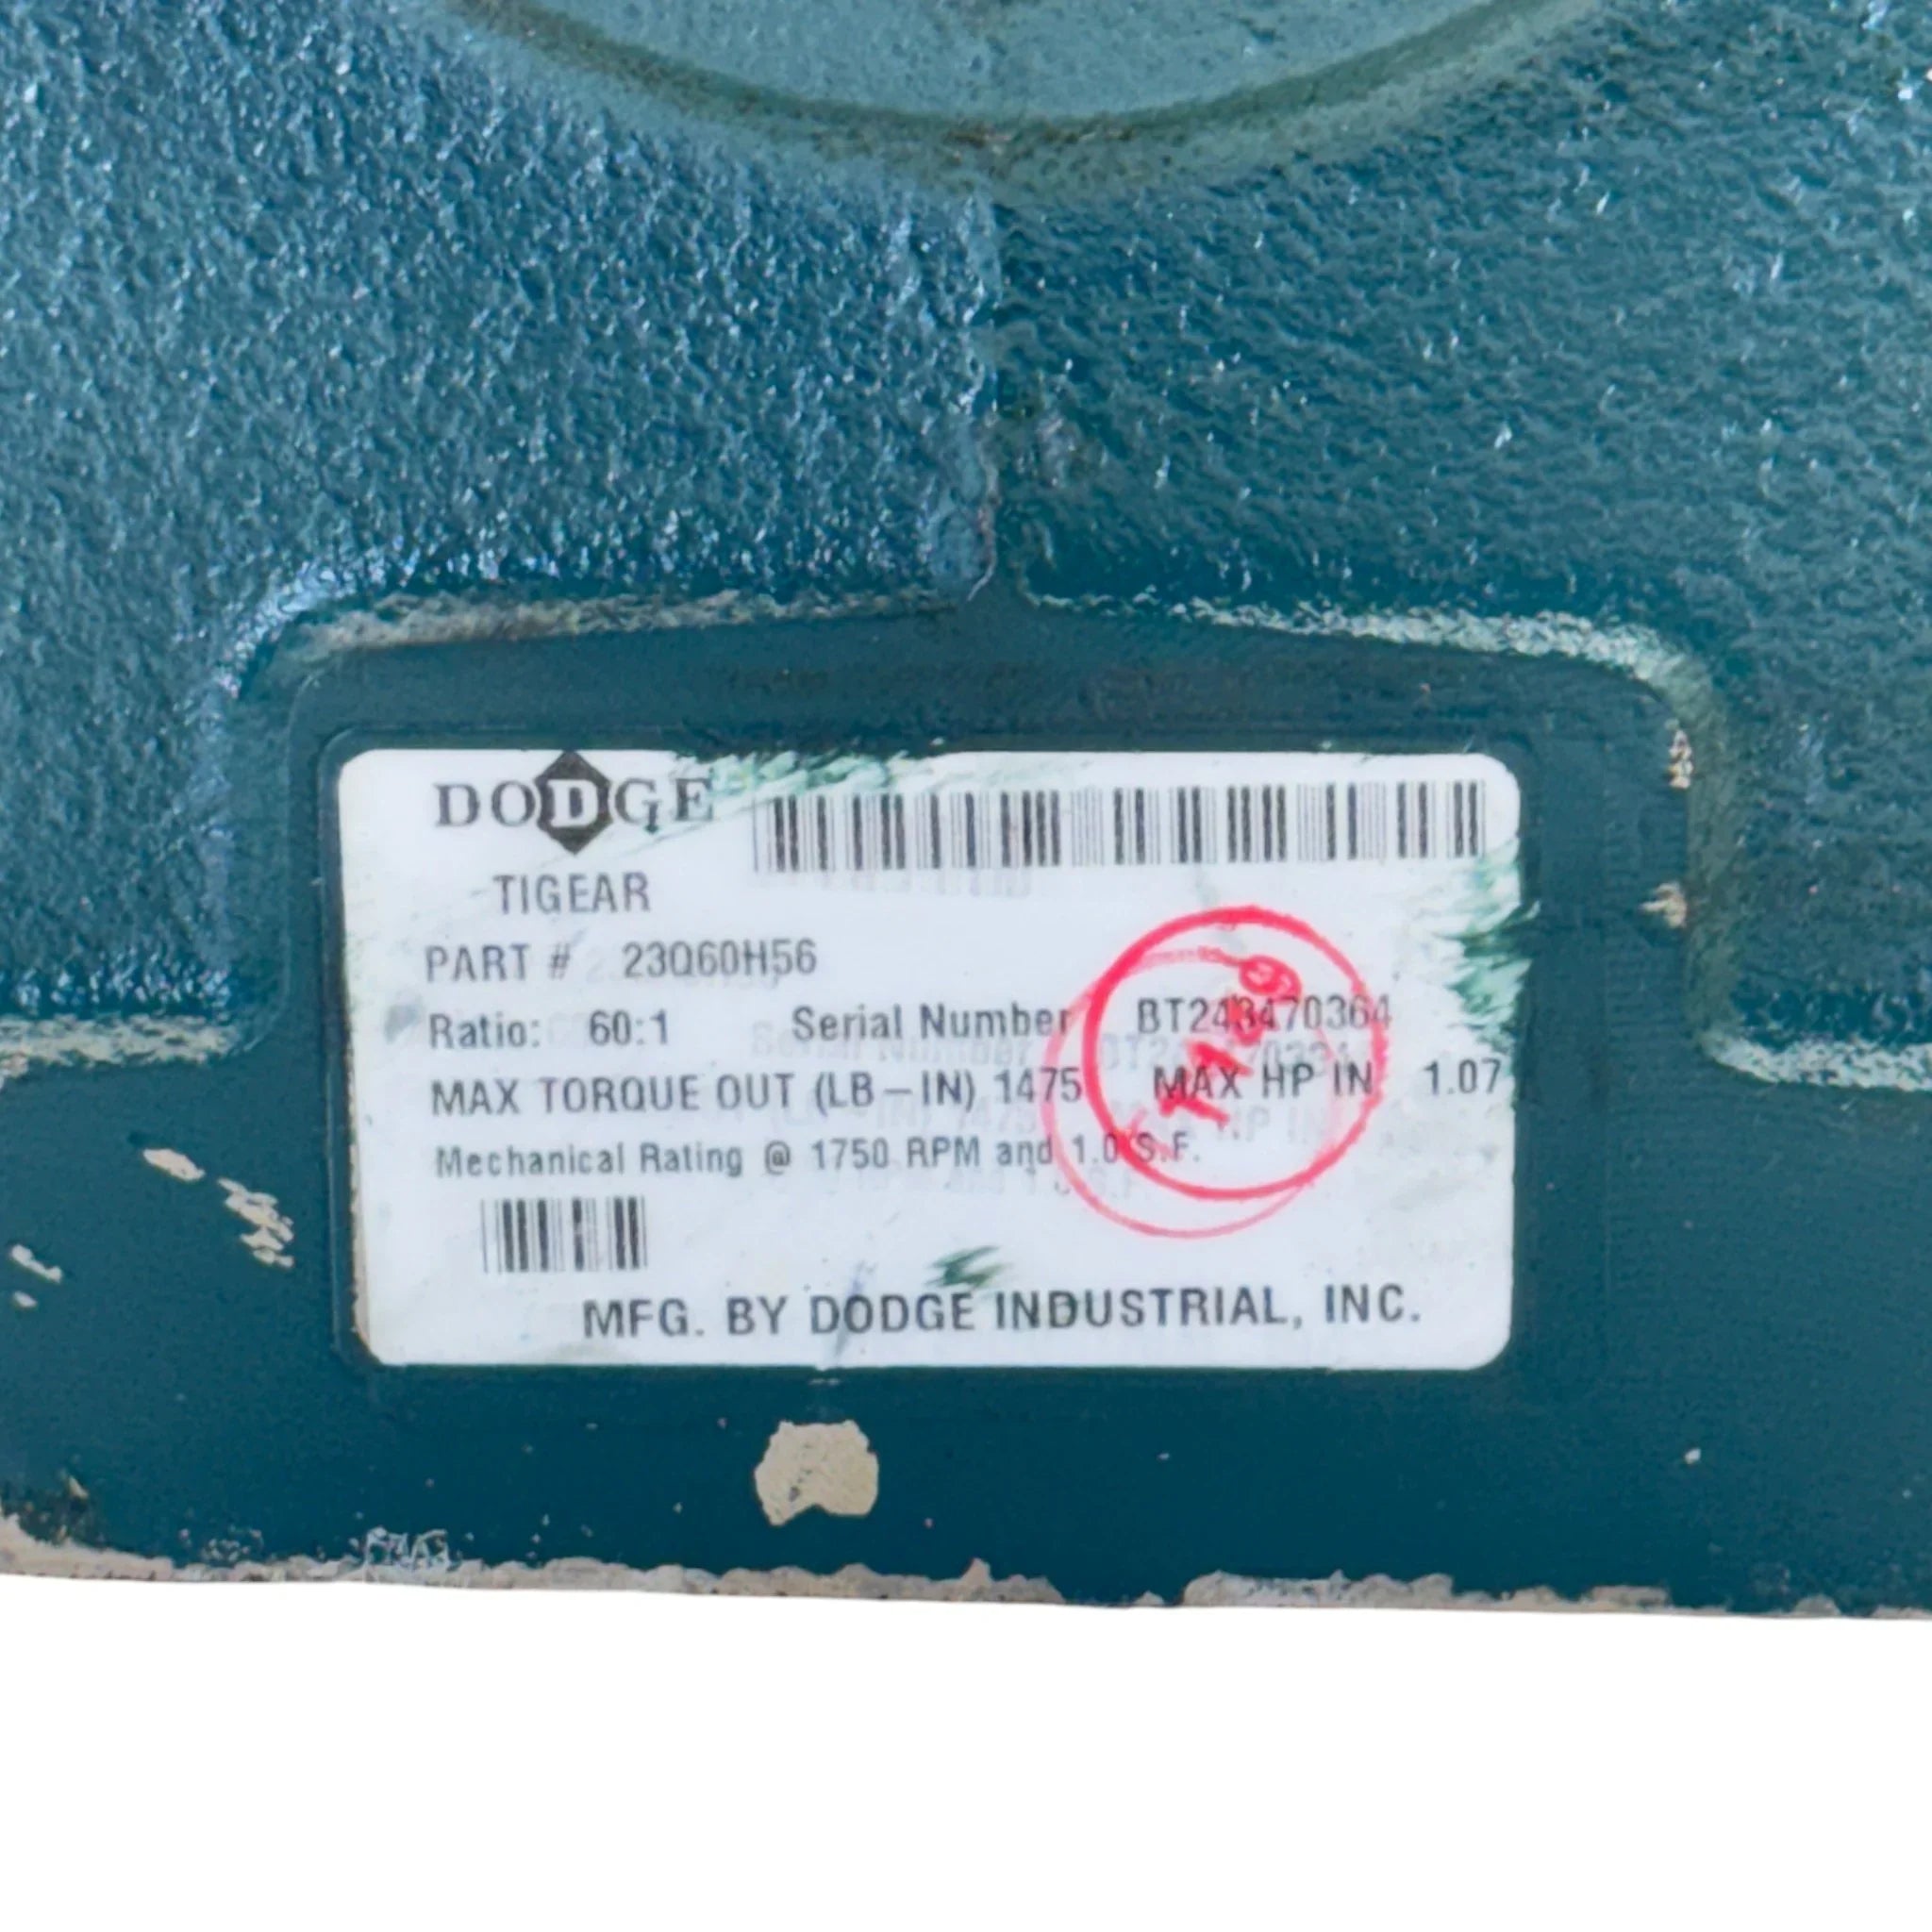 DODGE
TIGEAR
PART # 23Q60H56
Ratio: 60:1 Serial Number BT243470364
MAX TORQUE OUT (LB-IN) 1475 MAX HP IN 1.07
Mechanical Rating @ 1750 RPM and 1.0 S.F.
MFG. BY DODGE INDUSTRIAL, INC.